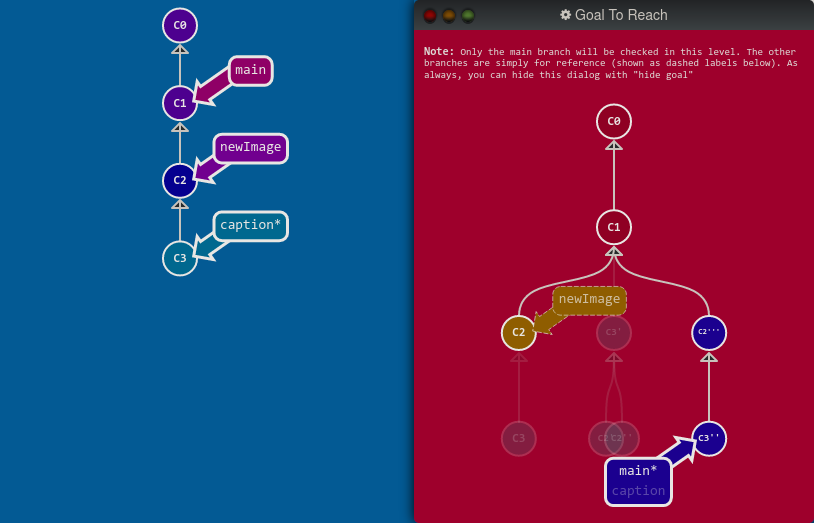 C0
main
C1
newImage
C2
caption*
C3
Goal To Reach
Note: Only the main branch will be checked in this level. The other
branches are simply for reference (shown as dashed labels below). As
always, you can hide this dialog with "hide goal"
C0
C1
newImage
C2
C3'
C2'''
C3
C2''
C3''
main*
caption